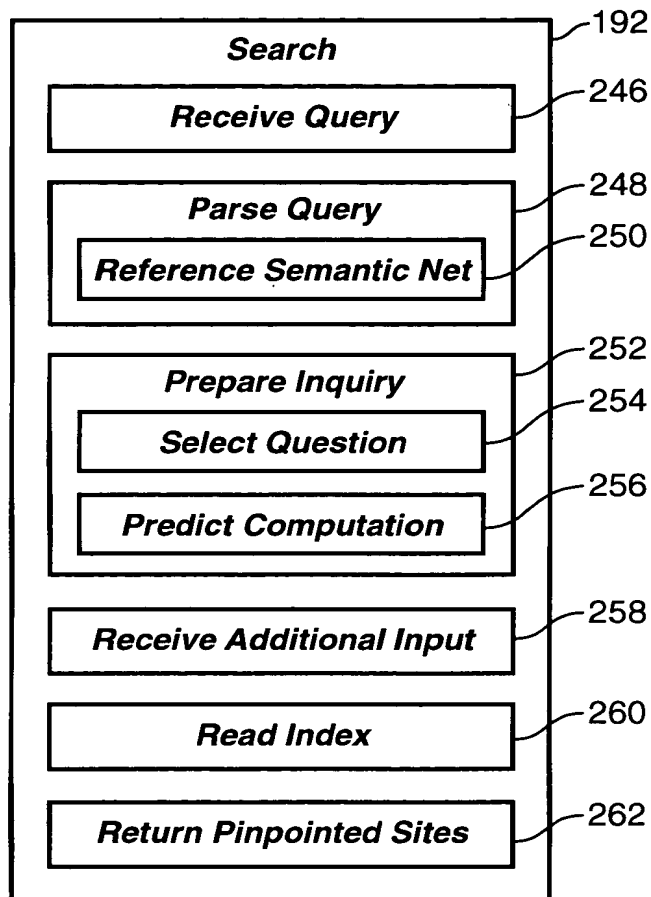 192
Search
Receive Query
246
Parse Query
248
Reference Semantic Net
250
Prepare Inquiry
252
Select Question
254
Predict Computation
256
Receive Additional Input
258
Read Index
260
Return Pinpointed Sites
262